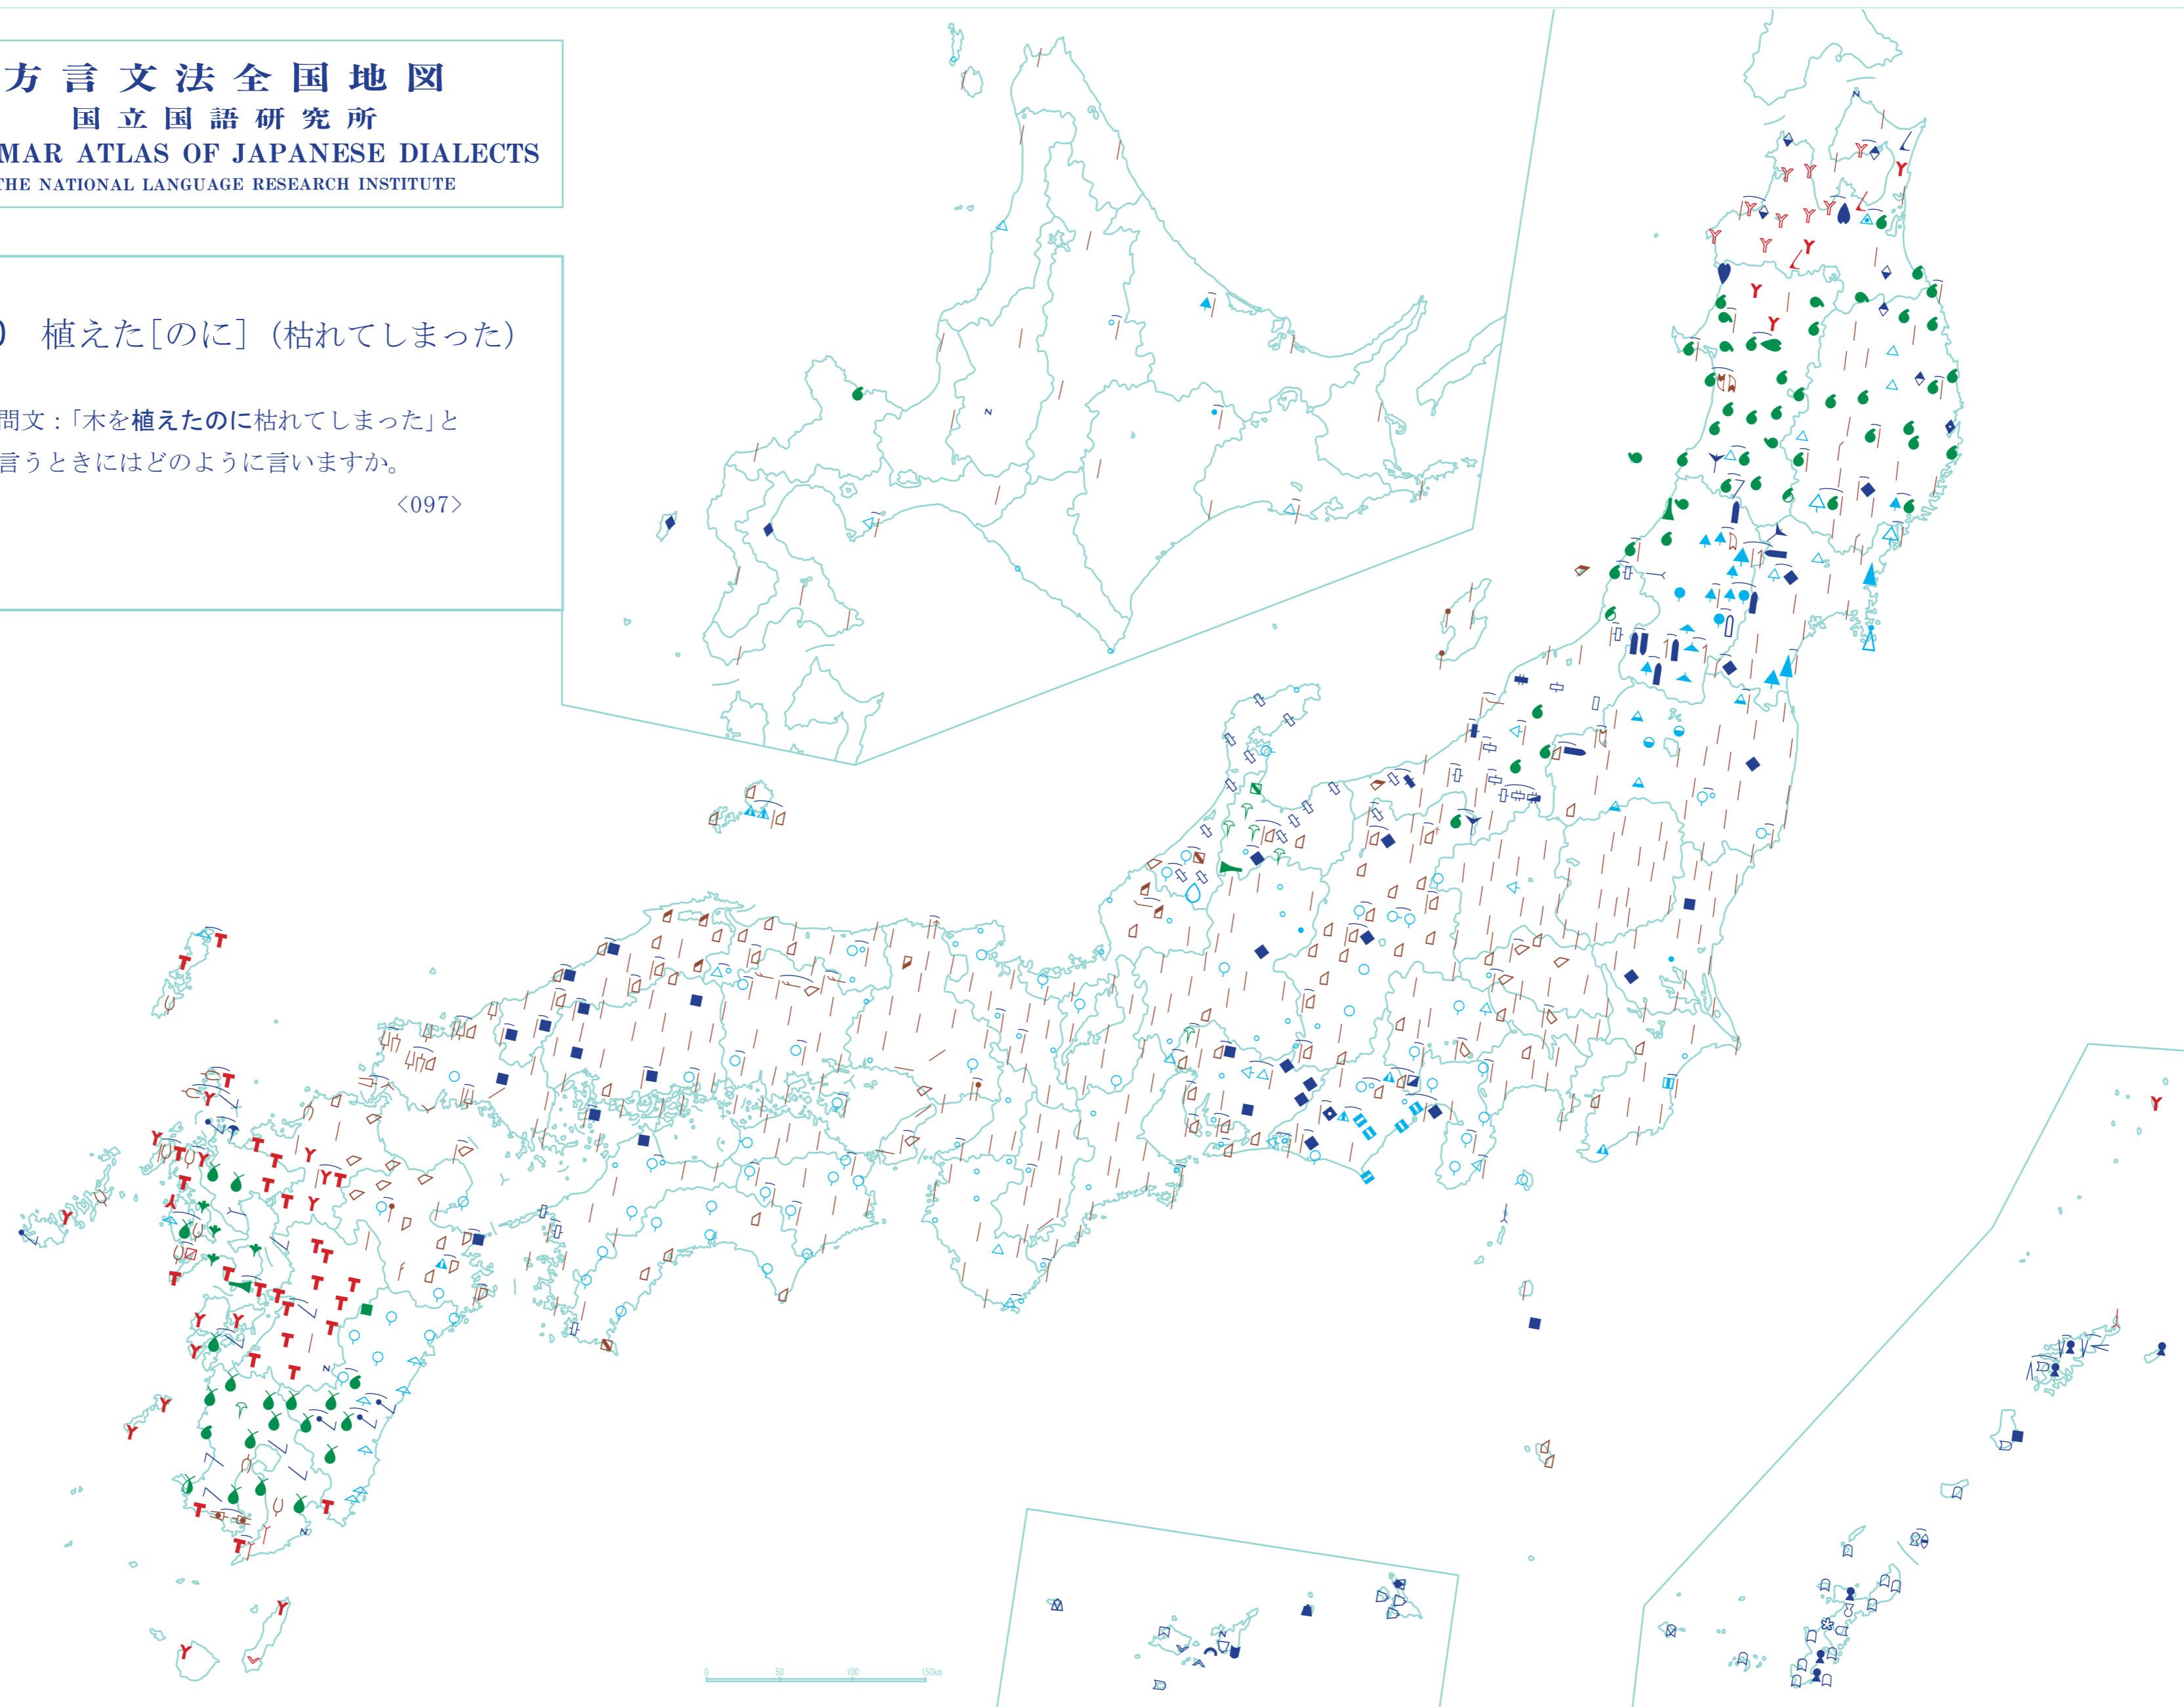 方言文法全国地図
国立国語研究所
MAR ATLAS OF JAPANESE DIALECTS
THE NATIONAL LANGUAGE RESEARCH INSTITUTE
0 植えた[のに](枯れてしまった)
問文:「木を植えたのに枯れてしまった」と
言うときにはどのように言いますか。
<097>
0 50 100 150km